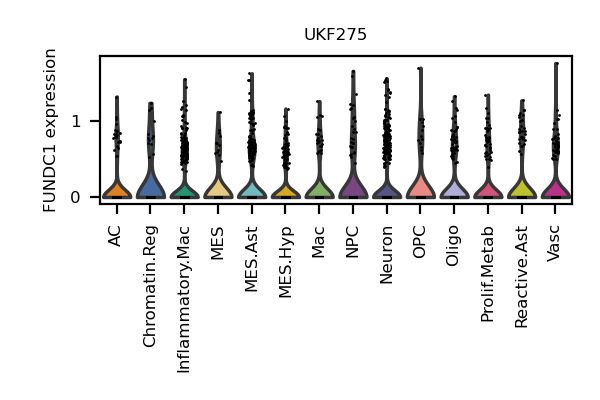 UKF275
FUNDC1 expression
1
0
AC
Chromatin.Reg
Inflammatory.Mac
MES
MES.Ast
MES.Hyp
Mac
NPC
Neuron
OPC
Oligo
Prolif.Metab
Reactive.Ast
Vasc